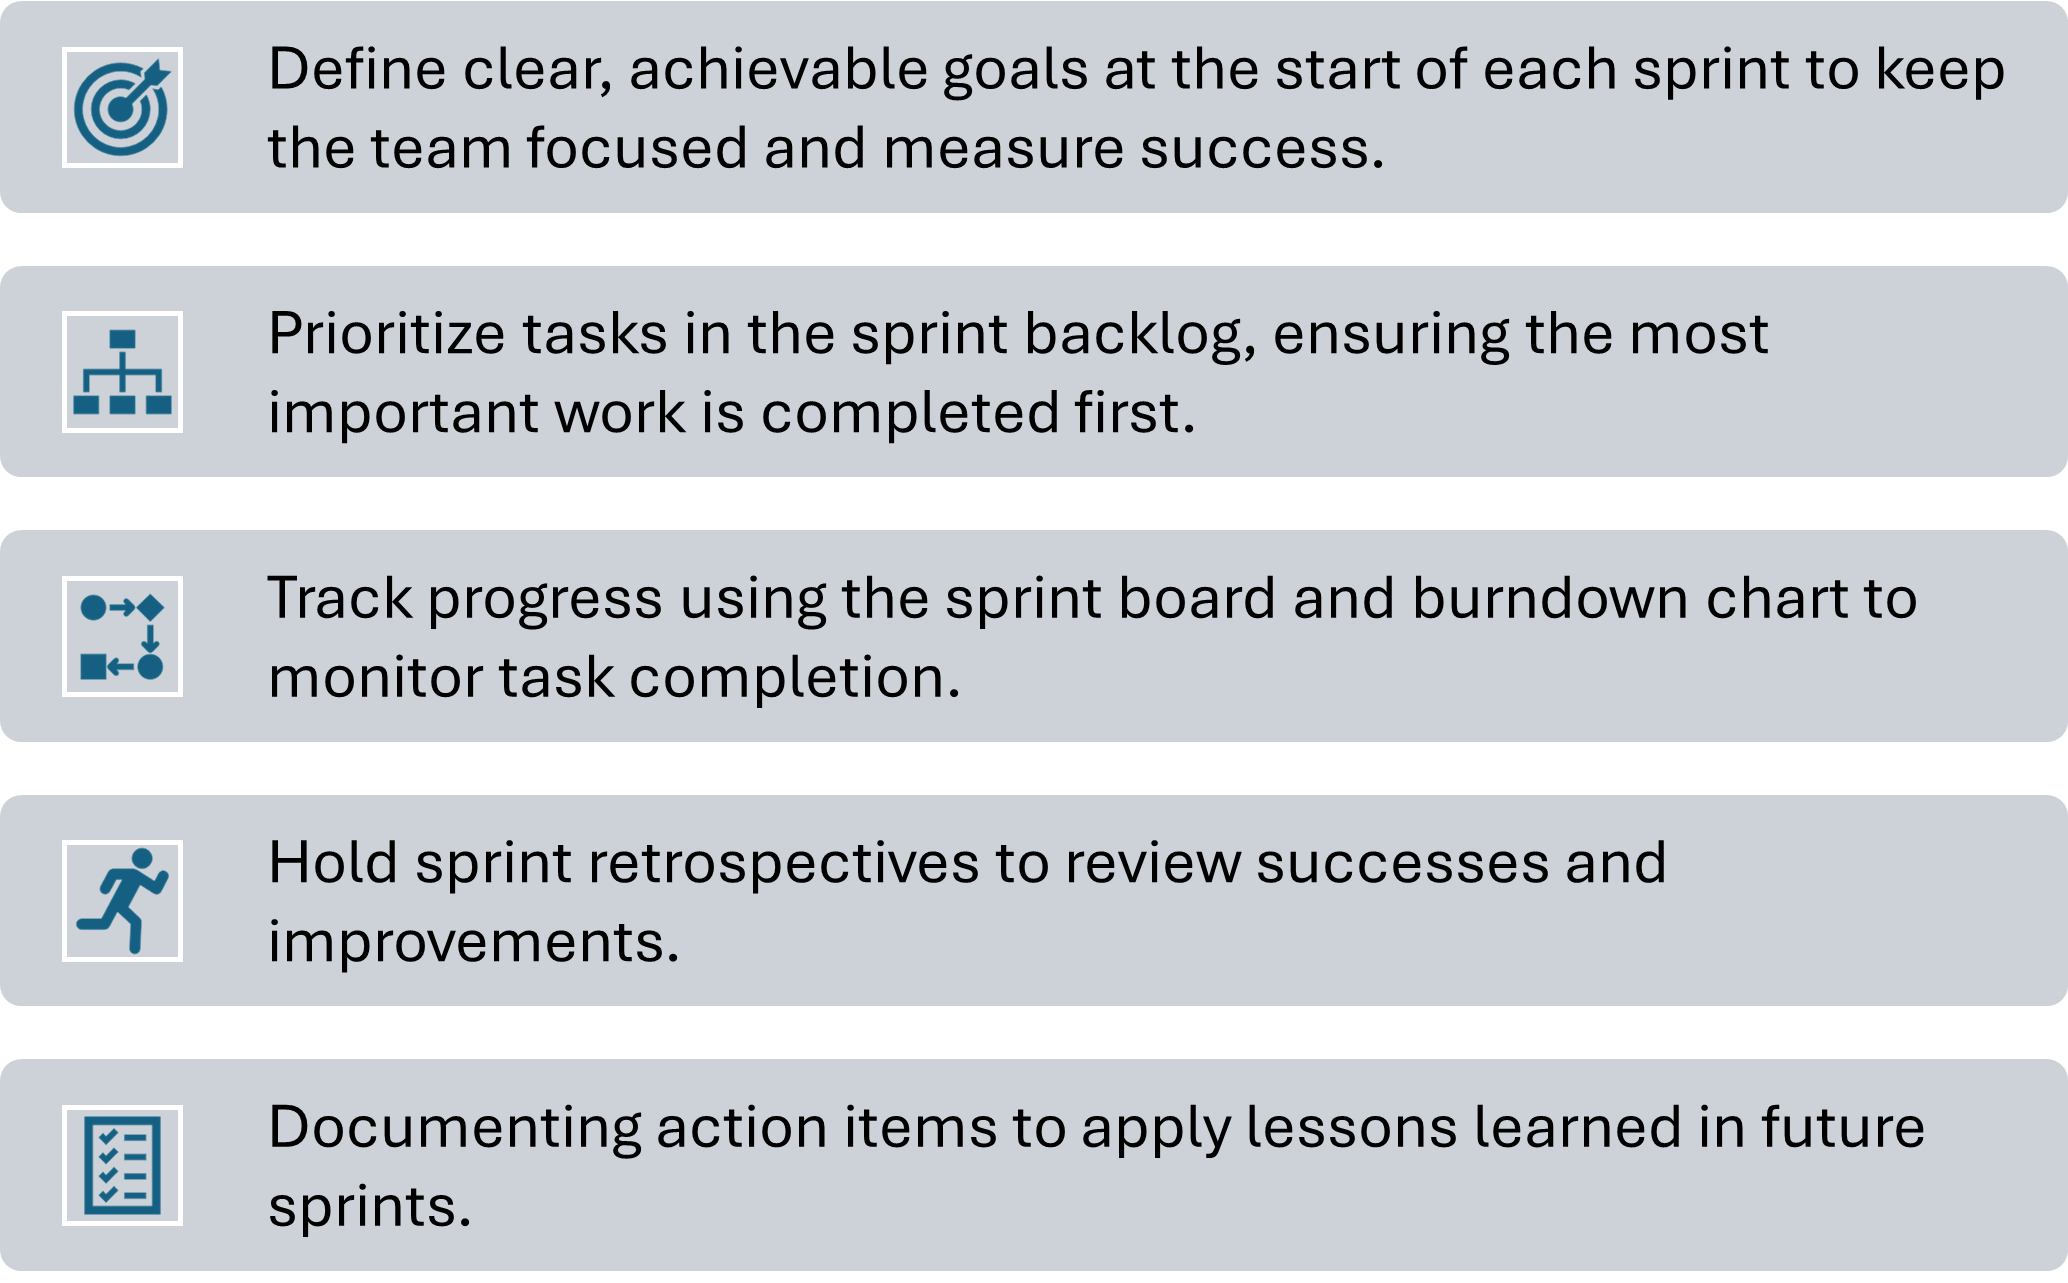 Define clear, achievable goals at the start of each sprint to keep
the team focused and measure success.
Prioritize tasks in the sprint backlog, ensuring the most
important work is completed first.
Track progress using the sprint board and burndown chart to
monitor task completion.
Hold sprint retrospectives to review successes and
improvements.
Documenting action items to apply lessons learned in future
sprints.